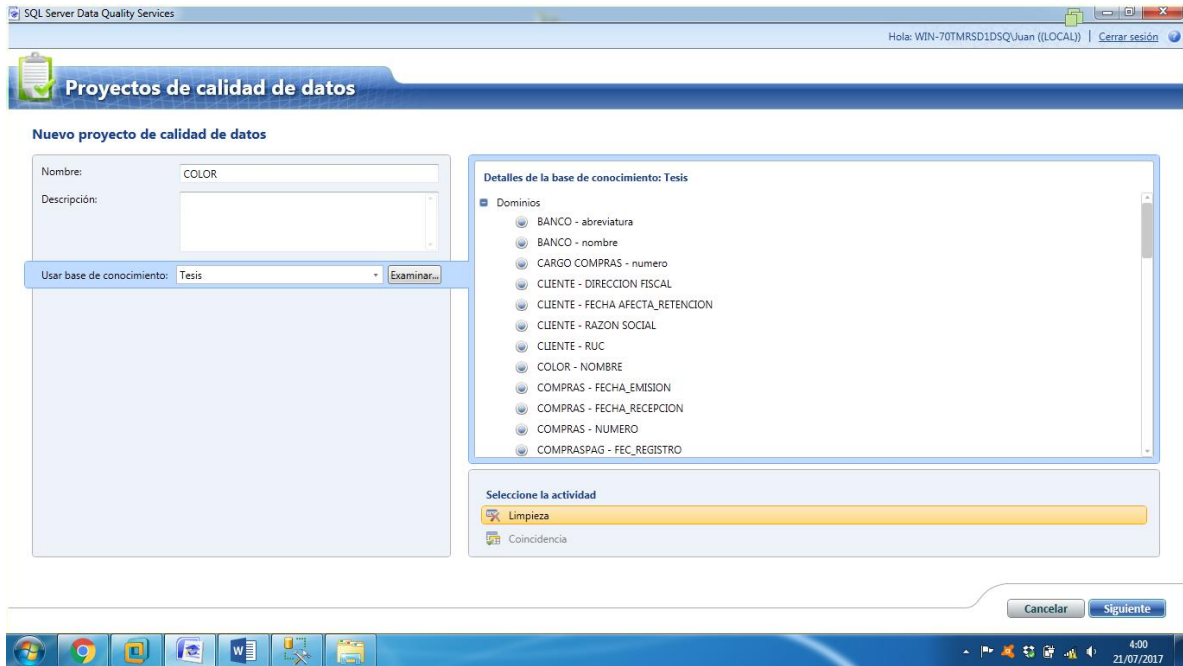 SQL Server Data Quality Services
Hola: WIN-70TMRSD1DSQ\Juan ((LOCAL)) | Cerrar sesión
Proyectos de calidad de datos
Nuevo proyecto de calidad de datos
Nombre: COLOR
Descripción:
Usar base de conocimiento: Tesis Examinar...
Detalles de la base de conocimiento: Tesis
Dominios
BANCO - abreviatura
BANCO - nombre
CARGO COMPRAS - numero
CLIENTE - DIRECCION FISCAL
CLIENTE - FECHA AFECTA_RETENCION
CLIENTE - RAZON SOCIAL
CLIENTE - RUC
COLOR - NOMBRE
COMPRAS - FECHA_EMISION
COMPRAS - FECHA_RECEPCION
COMPRAS - NUMERO
COMPRASPAG - FEC_REGISTRO
Seleccione la actividad
Limpieza
Coincidencia
Cancelar Siguiente
4:00
21/07/2017